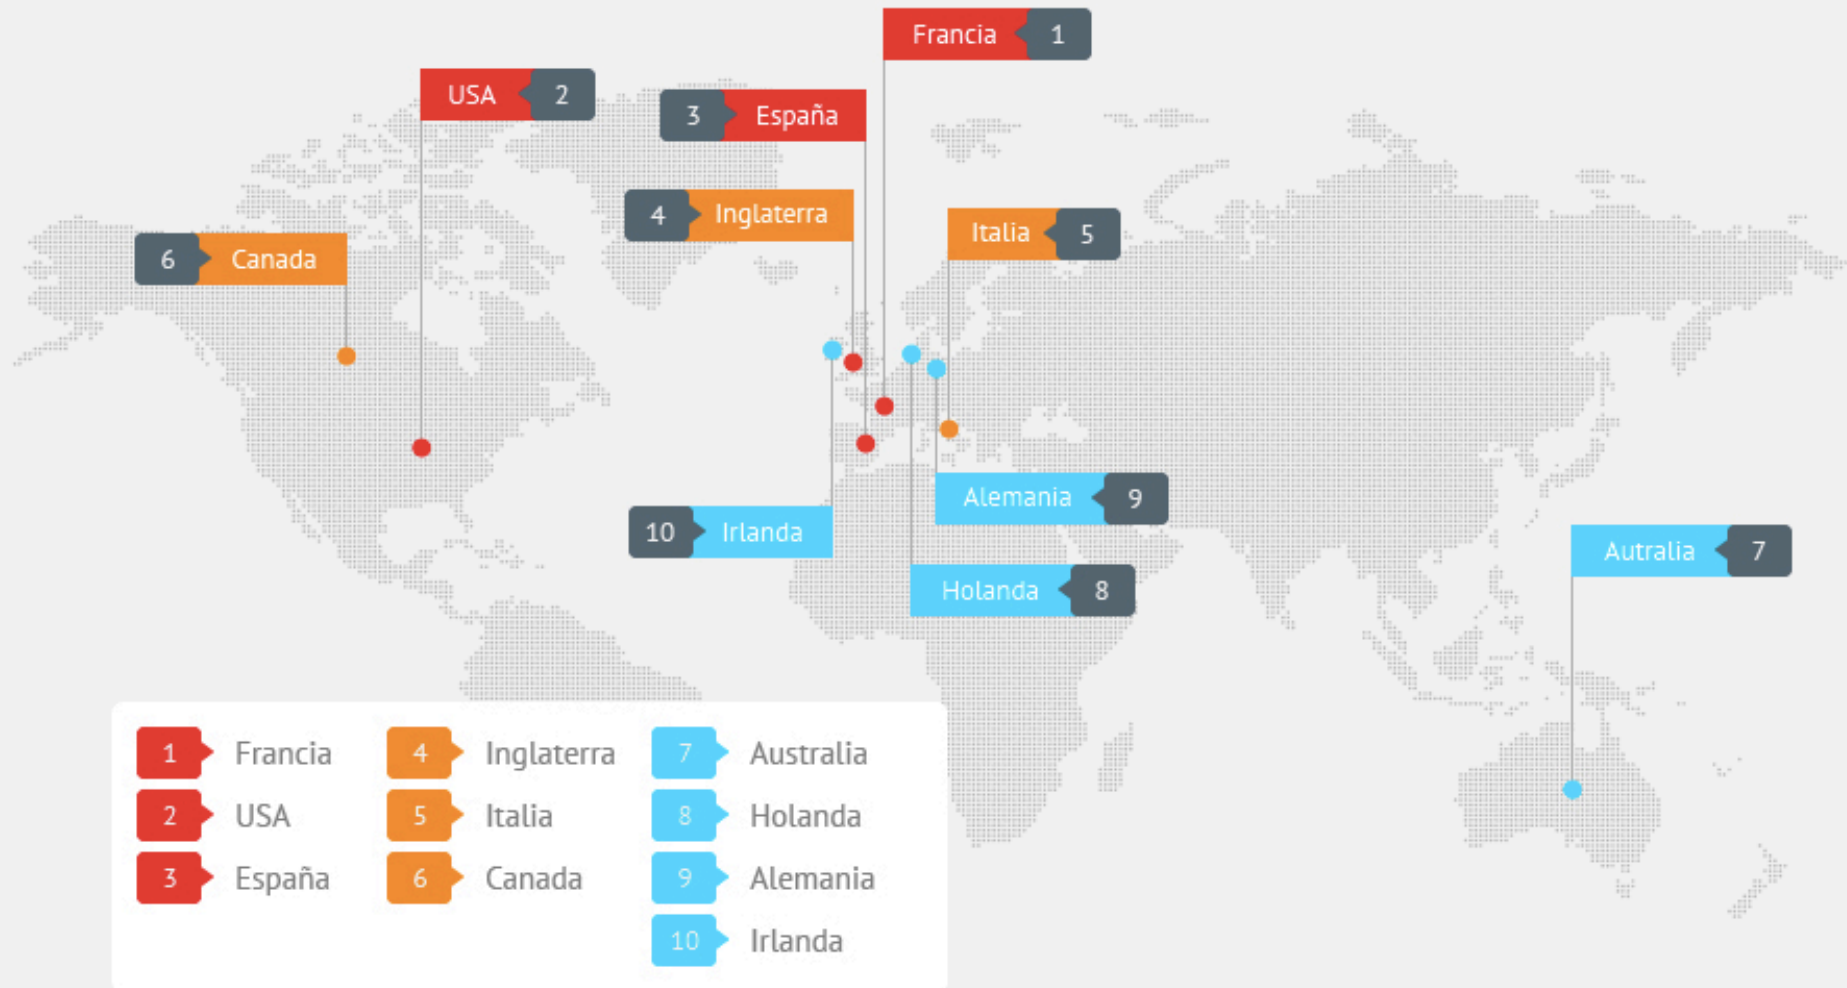 Francia 1
USA 2
3 España
4 Inglaterra
Italia 5
6 Canada
Alemania 9
10 Irlanda
Autralia 7
Holanda 8
1 Francia
2 USA
3 España
4 Inglaterra
5 Italia
6 Canada
7 Australia
8 Holanda
9 Alemania
10 Irlanda